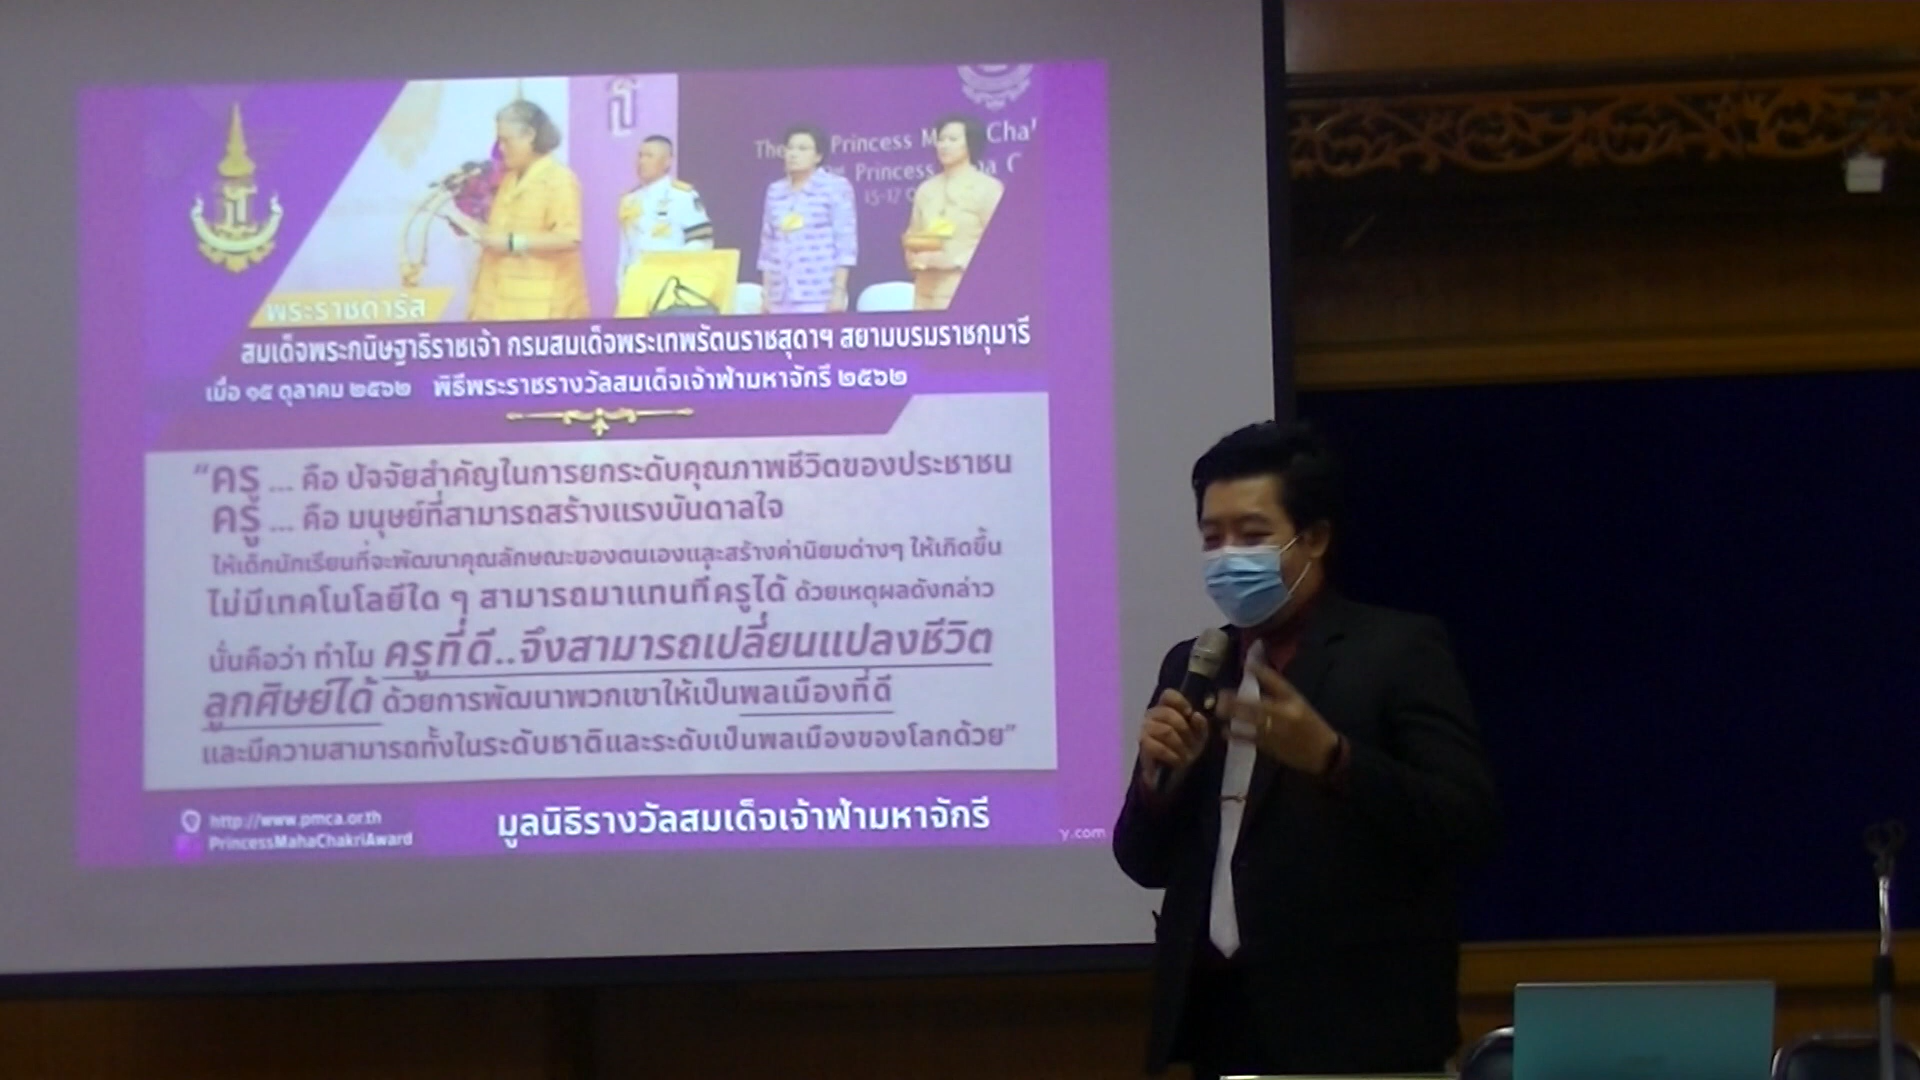 The Princess M Cha
Princess a C
15-17 O
พระราชดำรัส
สมเด็จพระกนิษฐาธิราชเจ้า กรมสมเด็จพระเทพรัตนราชสุดาฯ สยามบรมราชกุมารี
เมื่อ ๑๕ ตุลาคม ๒๕๖๒ พิธีพระราชรางวัลสมเด็จเจ้าฟ้ามหาจักรี ๒๕๖๒
“ครู ... คือ ปัจจัยสำคัญในการยกระดับคุณภาพชีวิตของประชาชน
ครู ... คือ มนุษย์ที่สามารถสร้างแรงบันดาลใจ
ให้เด็กนักเรียนที่จะพัฒนาคุณลักษณะของตนเองและสร้างค่านิยมต่างๆ ให้เกิดขึ้น
ไม่มีเทคโนโลยีใด ๆ สามารถมาแทนที่ครูได้ ด้วยเหตุผลดังกล่าว
นั่นคือว่า ทำไม ครูที่ดี..จึงสามารถเปลี่ยนแปลงชีวิต
ลูกศิษย์ได้ ด้วยการพัฒนาพวกเขาให้เป็นพลเมืองที่ดี
และมีความสามารถทั้งในระดับชาติและระดับเป็นพลเมืองของโลกด้วย”
http://www.pmca.or.th
PrincessMahaChakriAward
มูลนิธิรางวัลสมเด็จเจ้าฟ้ามหาจักรี
y.com